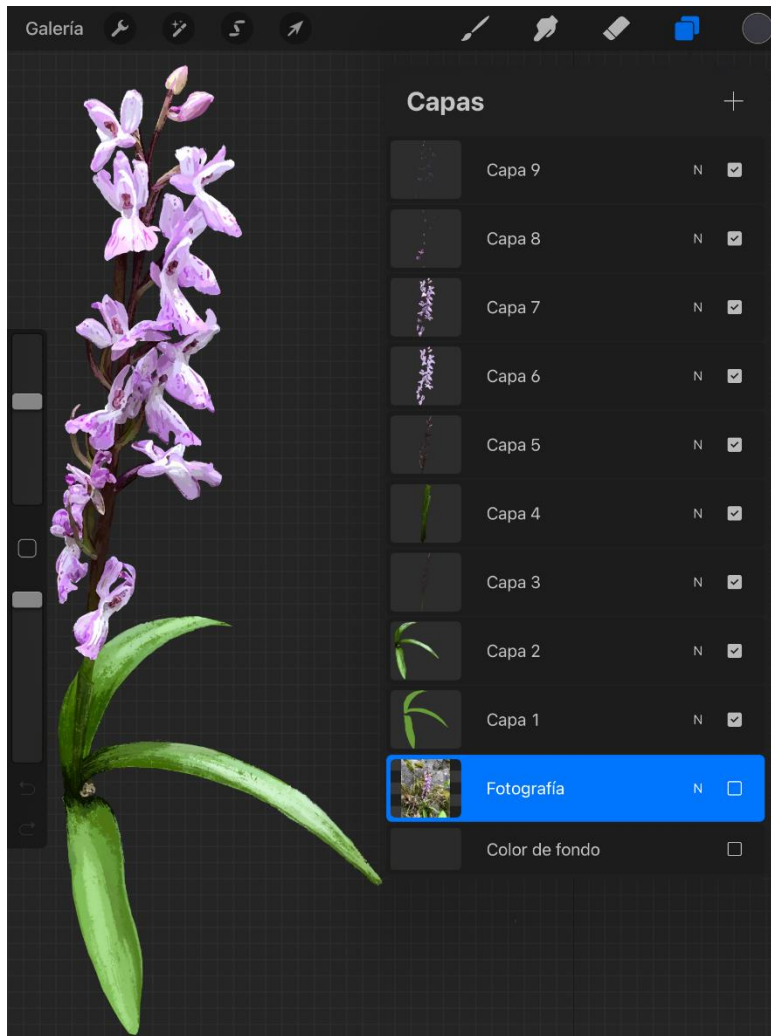 Galería
Capas
Capa 9 N
Capa 8 N
Capa 7 N
Capa 6 N
Capa 5 N
Capa 4 N
Capa 3 N
Capa 2 N
Capa 1 N
Fotografía N
Color de fondo